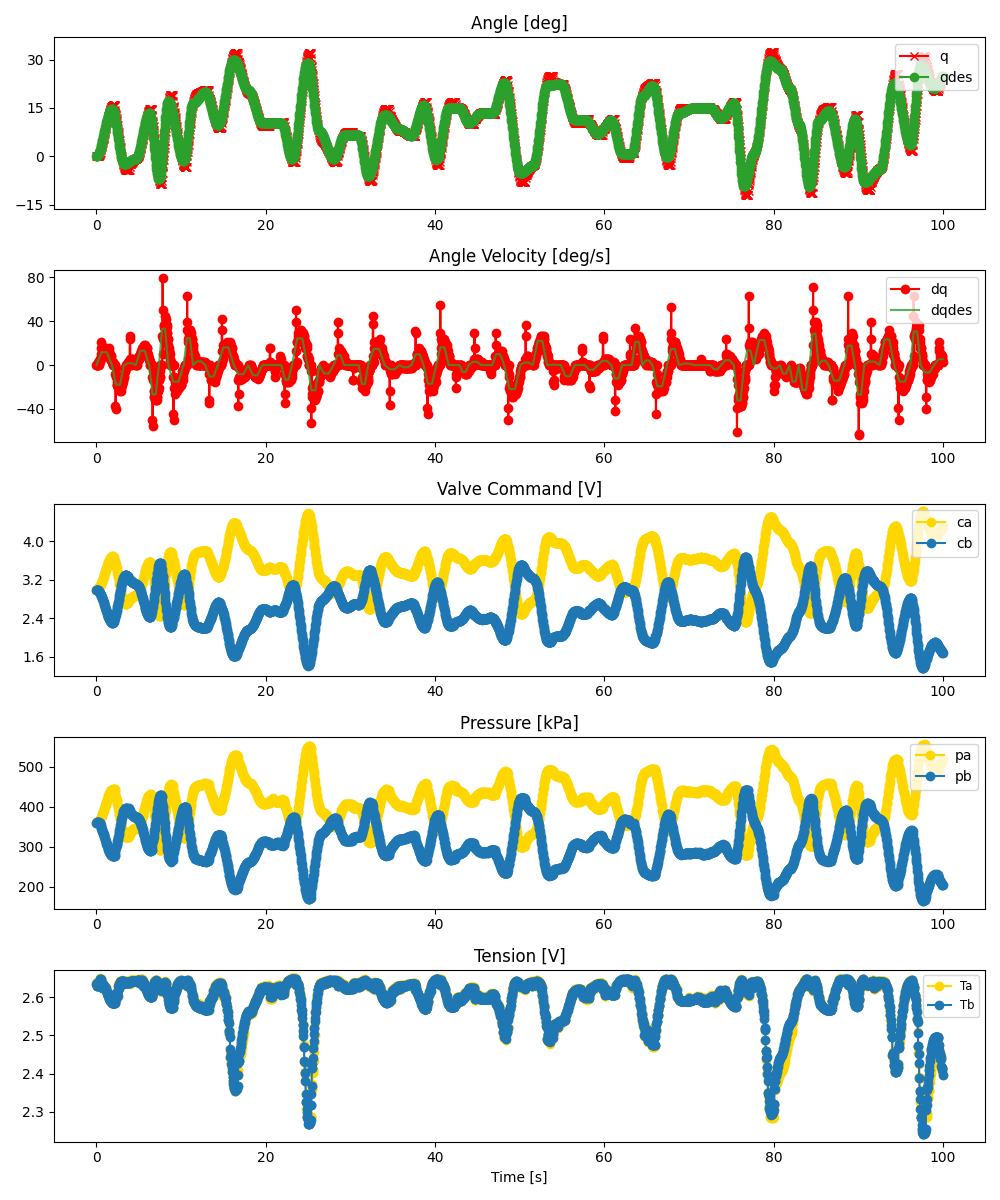 Angle [deg]
30
15
0
−15
q
qdes
0 20 40 60 80 100
Angle Velocity [deg/s]
80
40
0
−40
dq
dqdes
0 20 40 60 80 100
Valve Command [V]
4.0
3.2
2.4
1.6
ca
cb
0 20 40 60 80 100
Pressure [kPa]
500
400
300
200
pa
pb
0 20 40 60 80 100
Tension [V]
2.6
2.5
2.4
2.3
Ta
Tb
0 20 40 60 80 100
Time [s]